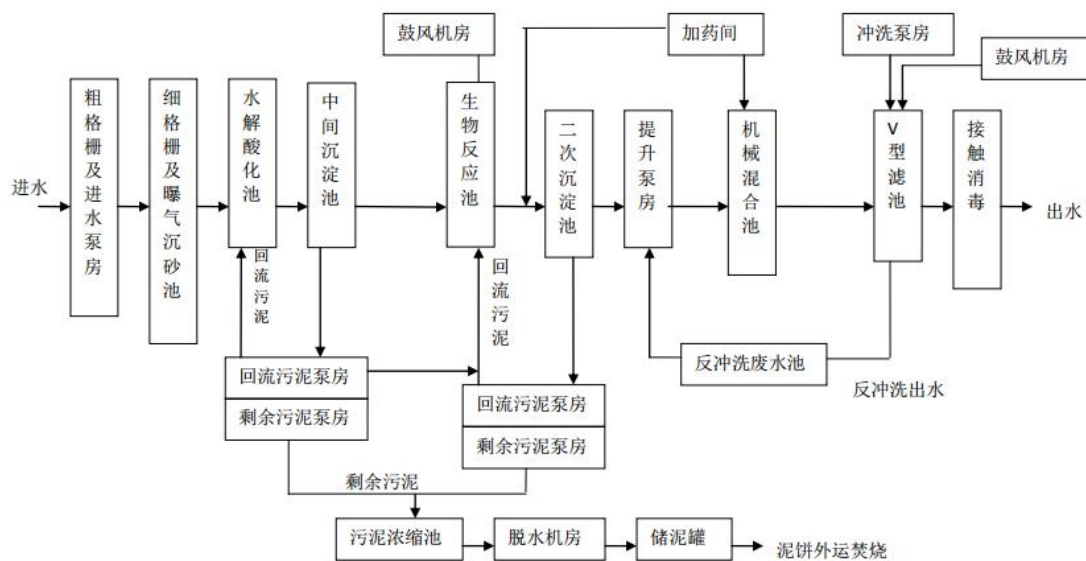 鼓风机房
加药间
冲洗泵房
鼓风机房
进水
粗格栅及进水泵房
细格栅及曝气沉砂池
水解酸化池
中间沉淀池
生物反应池
二次沉淀池
提升泵房
机械混合池
V型滤池
接触消毒
出水
回流污泥
回流污泥
回流污泥泵房
剩余污泥泵房
回流污泥泵房
剩余污泥泵房
反冲洗废水池
反冲洗出水
剩余污泥
污泥浓缩池
脱水机房
储泥罐
泥饼外运焚烧